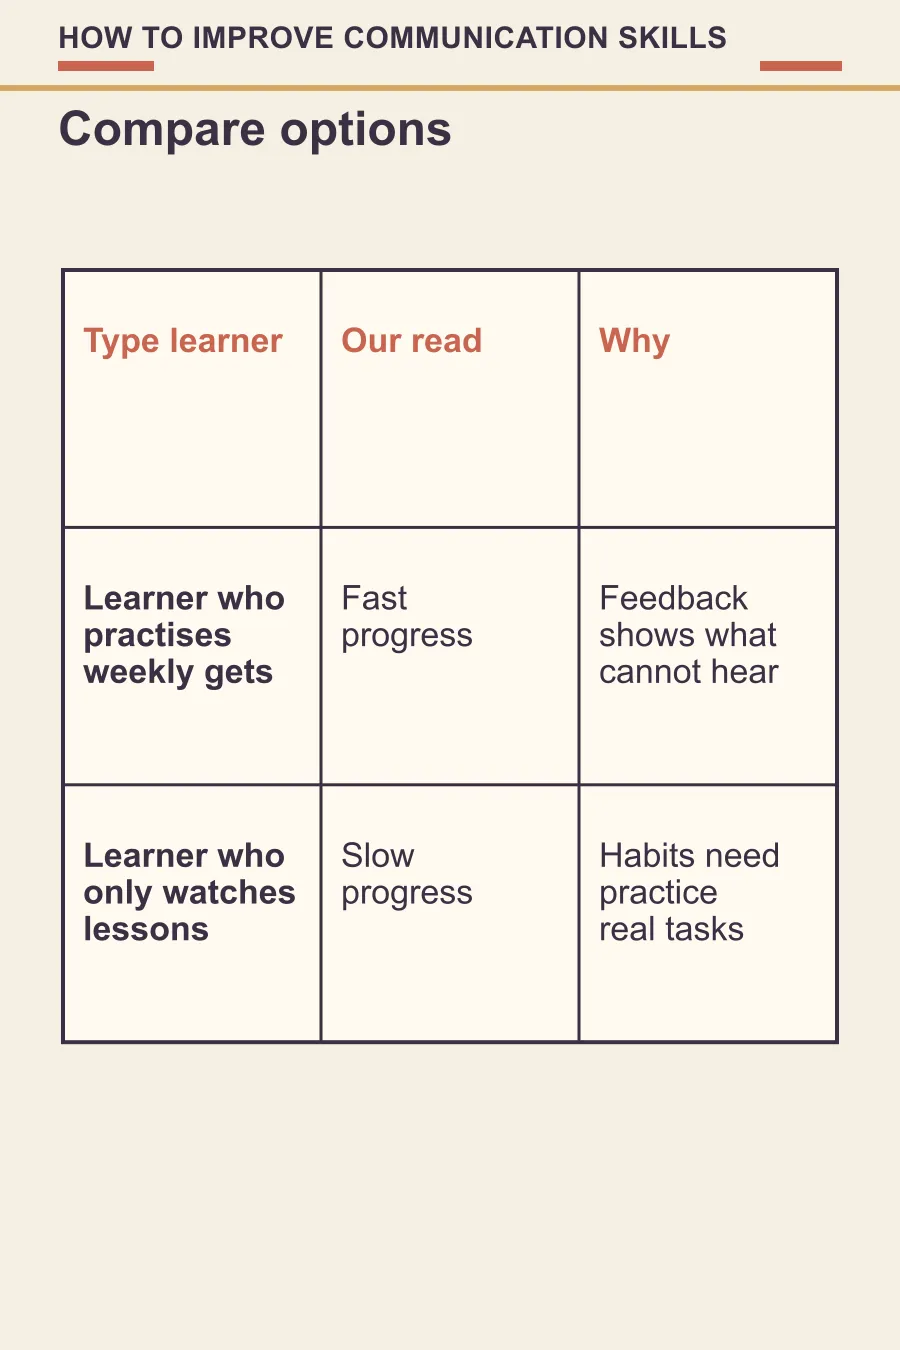 HOW TO IMPROVE COMMUNICATION SKILLS
Compare options
Type learner
Our read
Why
Learner who
practises
weekly gets
Fast
progress
Feedback
shows what
cannot hear
Learner who
only watches
lessons
Slow
progress
Habits need
practice
real tasks